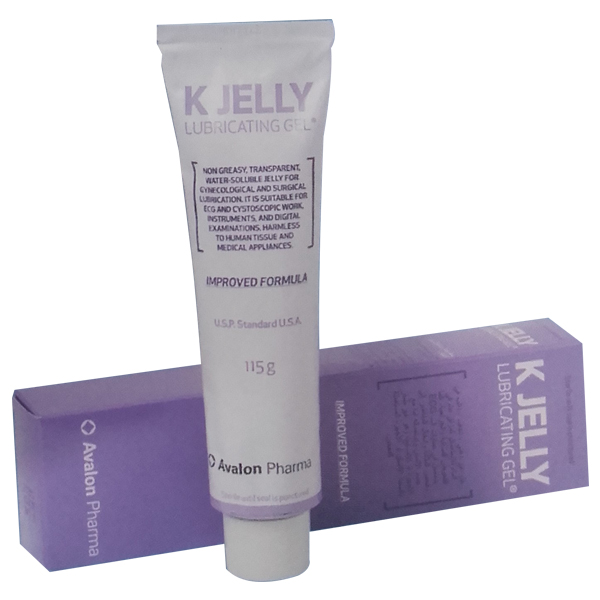 K JELLY
LUBRICATING GEL®
NON GREASY, TRANSPARENT,
WATER-SOLUBLE JELLY FOR
GYNECOLOGICAL AND SURGICAL
LUBRICATION. IT IS SUITABLE FOR
ECG AND CYSTOSCOPIC WORK,
INSTRUMENTS, AND DIGITAL
EXAMINATIONS. HARMLESS
TO HUMAN TISSUE AND
MEDICAL APPLIANCES.
IMPROVED FORMULA
U.S.P. Standard U.S.A.
115g
Avalon Pharma
K JELLY
LUBRICATING GEL®
IMPROVED FORMULA
Avalon Pharma